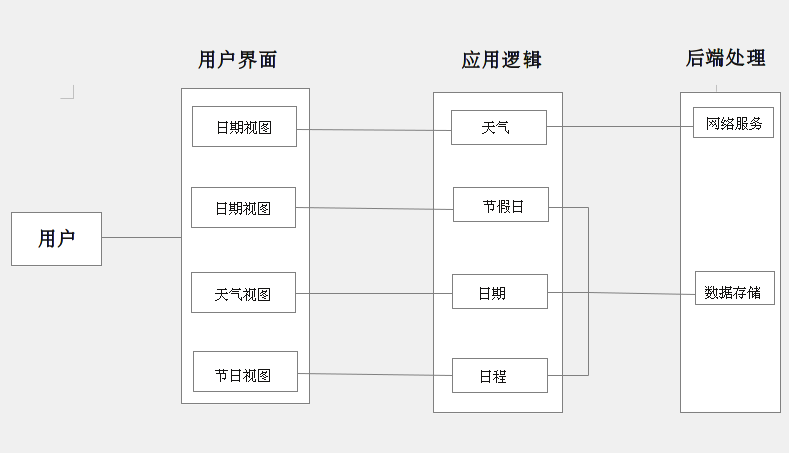 用户界面
应用逻辑
后端处理
日期视图
天气
网络服务
日期视图
节假日
用户
天气视图
日期
数据存储
节日视图
日程